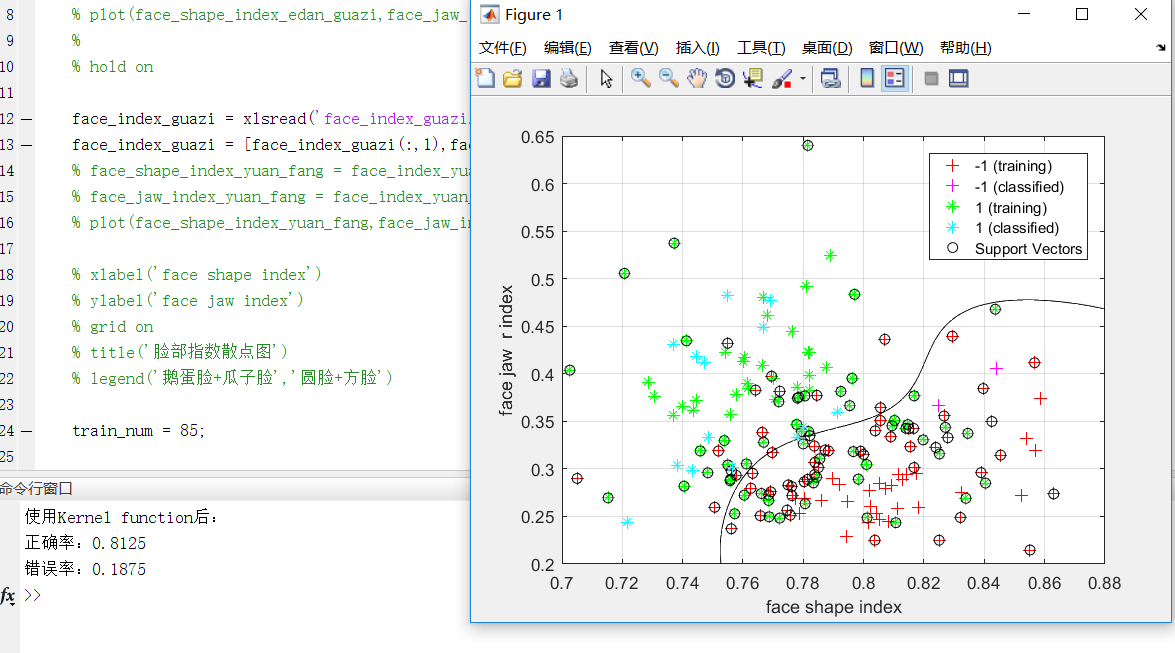 8 % plot(face_shape_index_edan_guazi,face_jaw_
9 %
10 % hold on
11
12 — face_index_guazi = xlsread('face_index_guazi.
13 — face_index_guazi = [face_index_guazi(:,1),fac
14 % face_shape_index_yuan_fang = face_index_yua
15 % face_jaw_index_yuan_fang = face_index_yuan_
16 % plot(face_shape_index_yuan_fang,face_jaw_in
17
18 % xlabel('face shape index')
19 % ylabel('face jaw index')
20 % grid on
21 % title('脸部指数散点图')
22 % legend('鹅蛋脸+瓜子脸','圆脸+方脸')
23
24 — train_num = 85;
25
命令行窗口
使用Kernel function后:
正确率: 0.8125
错误率: 0.1875
fx >>
Figure 1
文件(F) 编辑(E) 查看(V) 插入(I) 工具(T) 桌面(D) 窗口(W) 帮助(H)
0.65
0.6
0.55
0.5
0.45
0.4
0.35
0.3
0.25
0.2
face jaw r index
-1 (training)
-1 (classified)
1 (training)
1 (classified)
Support Vectors
0.7 0.72 0.74 0.76 0.78 0.8 0.82 0.84 0.86 0.88
face shape index